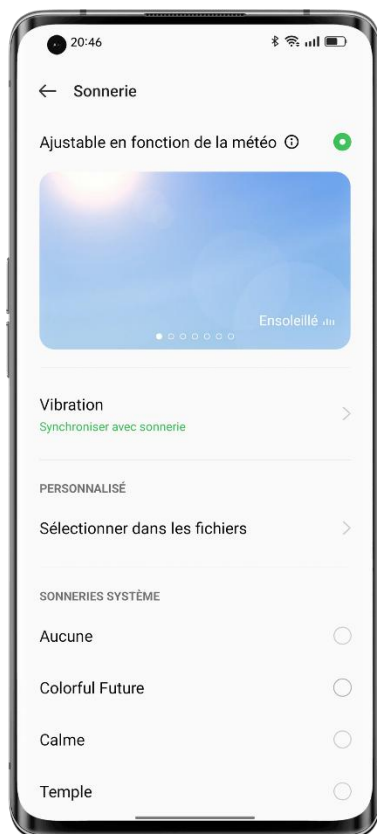 20:46
Sonnerie
Ajustable en fonction de la météo
Ensoleillé
Vibration
Synchroniser avec sonnerie
PERSONNALISÉ
Sélectionner dans les fichiers
SONNERIES SYSTÈME
Aucune
Colorful Future
Calme
Temple